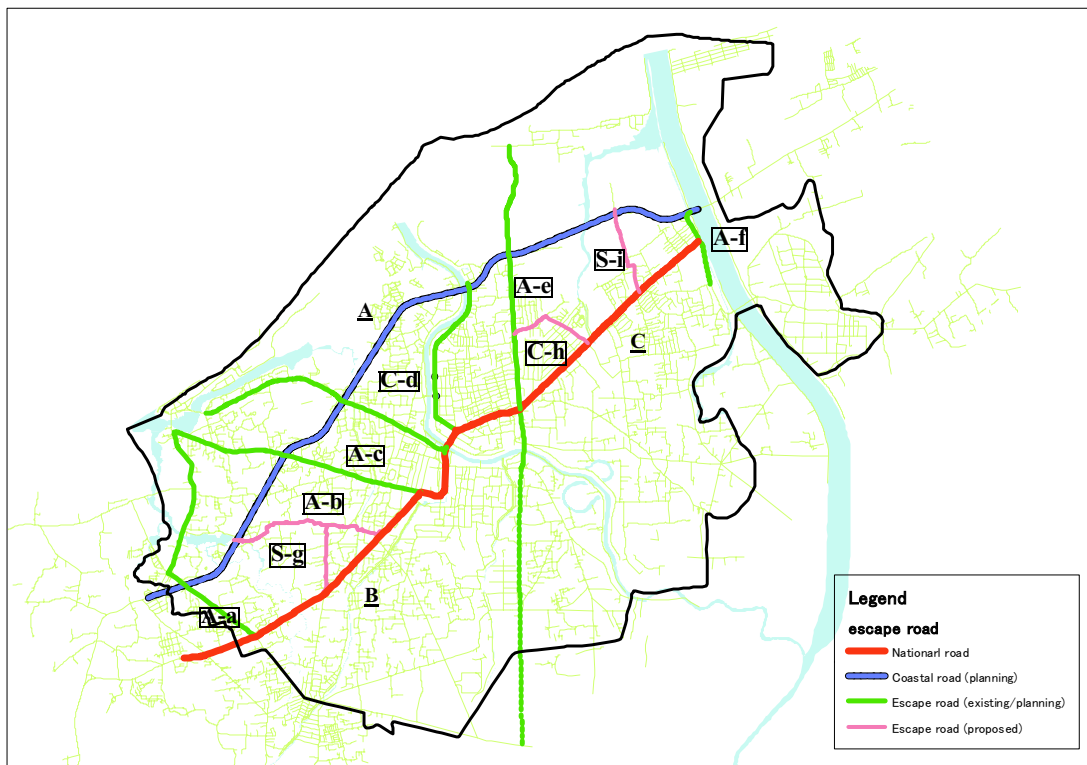 A-f
S-i
A-e
A
C
C-h
C-d
A-c
A-b
S-g
B
A-a
Legend
escape road
Nationarl road
Coastal road (planning)
Escape road (existing/planning)
Escape road (proposed)